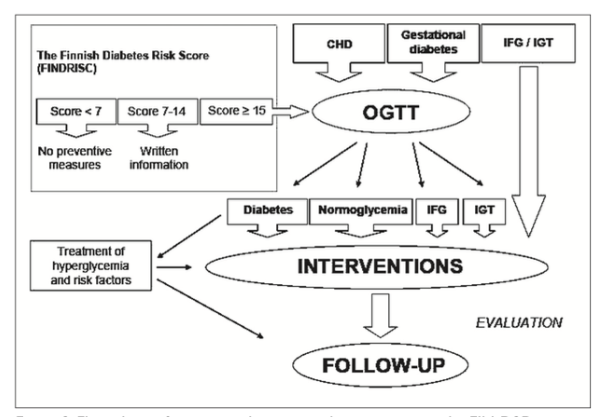 The Finnish Diabetes Risk Score
(FINDRISC)
Score < 7
Score 7-14
Score ≥ 15
No preventive
measures
Written
information
CHD
Gestational
diabetes
IFG / IGT
OGTT
Diabetes
Normoglycemia
IFG
IGT
Treatment of
hyperglycemia
and risk factors
INTERVENTIONS
EVALUATION
FOLLOW-UP